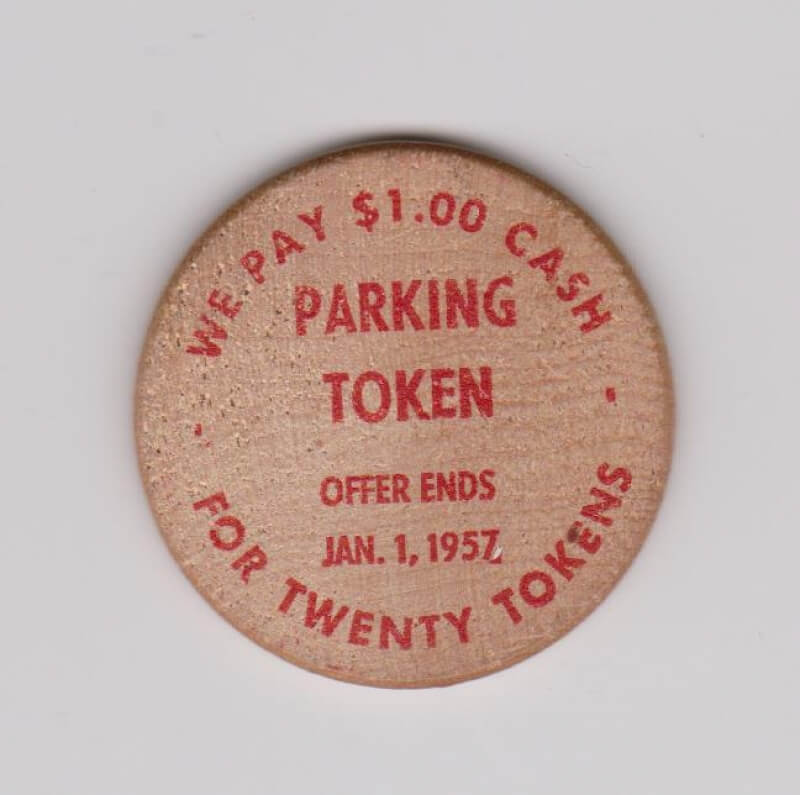 WE PAY $1.00 CASH
PARKING
TOKEN
OFFER ENDS
JAN. 1, 1957
FOR TWENTY TOKENS